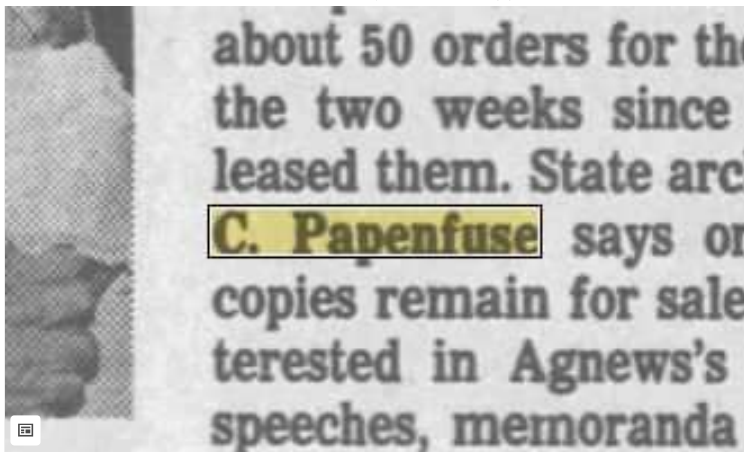 about 50 orders for the
the two weeks since
leased them. State arc
C. Papenfuse says or
copies remain for sale
terested in Agnews's
speeches, memoranda